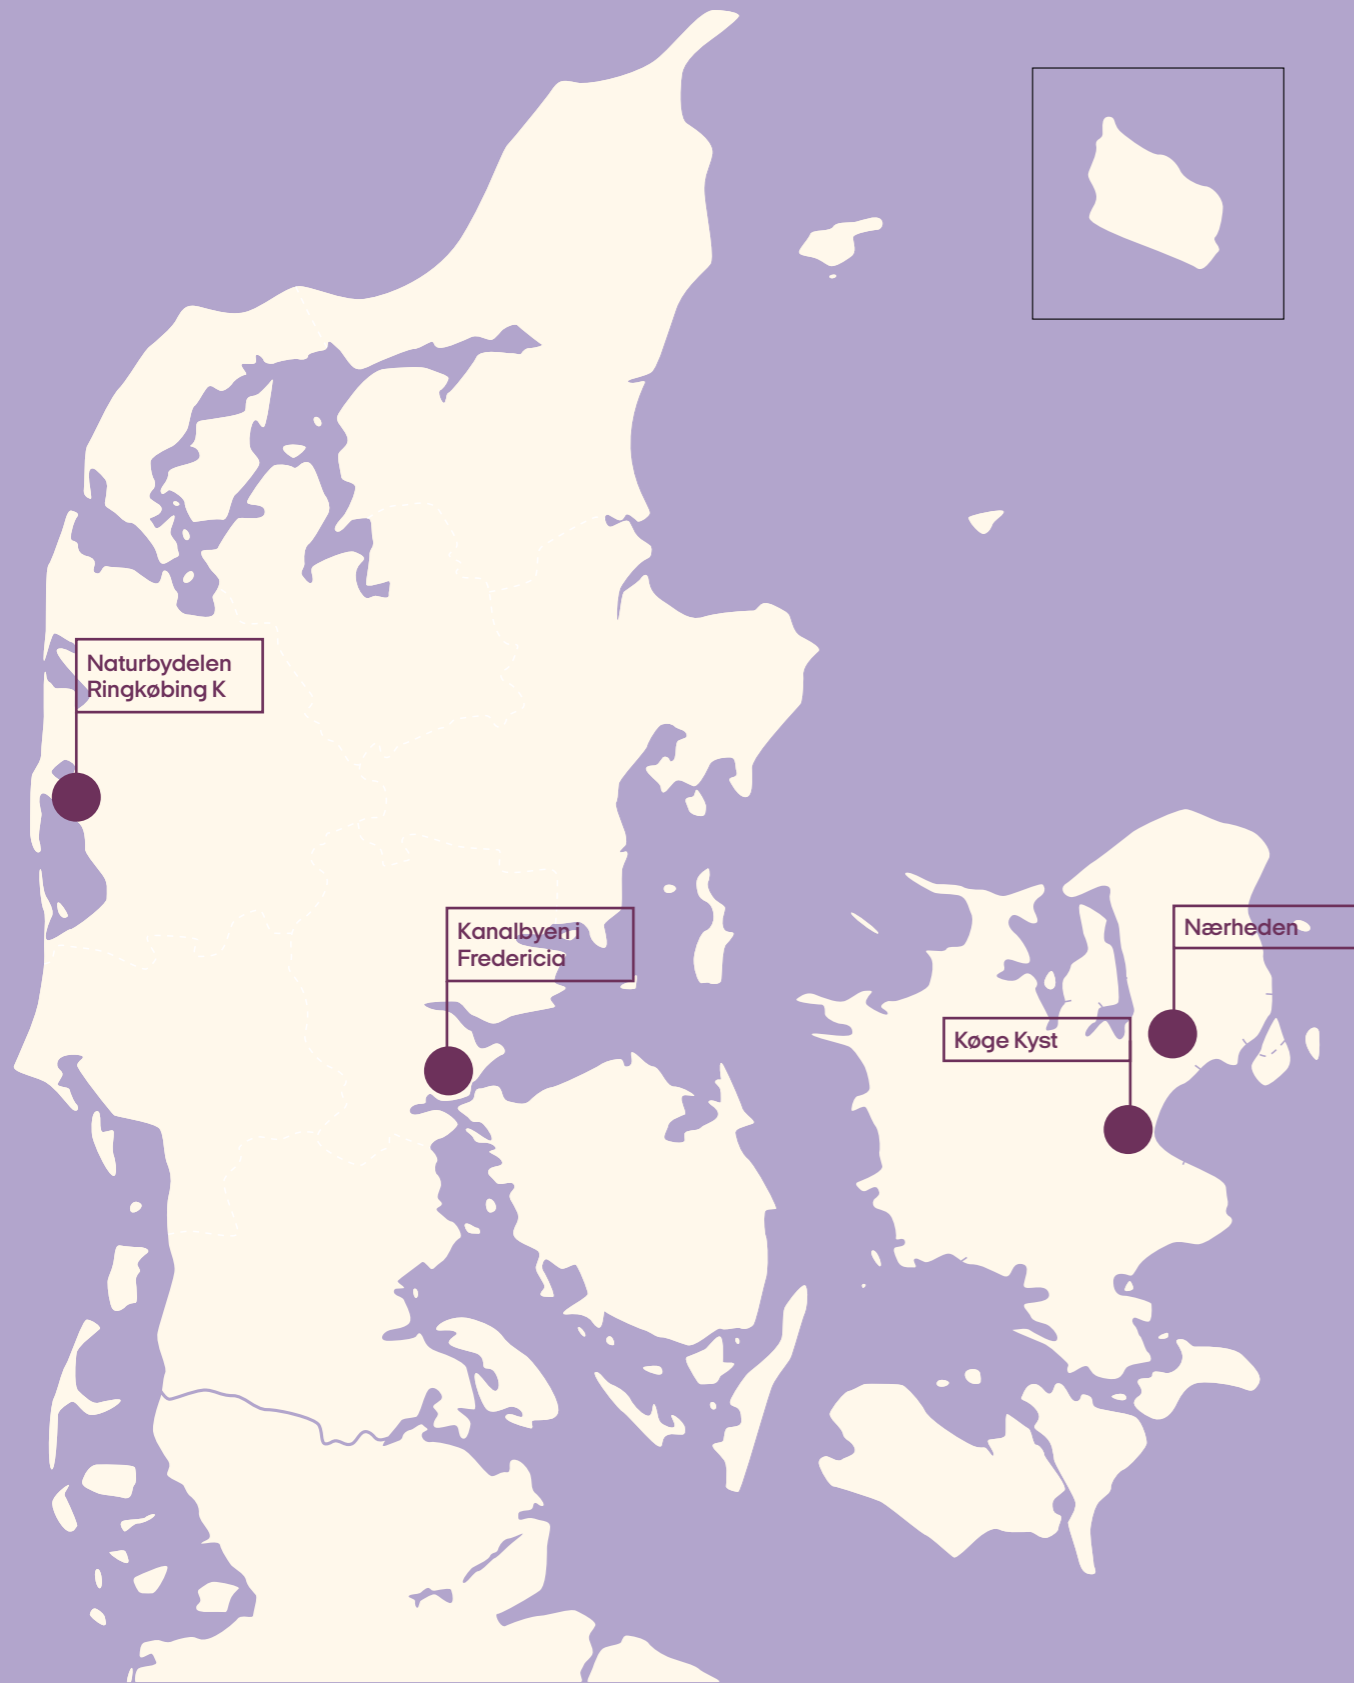 Naturbydelen
Ringkøbing K
Kanalbyen i
Fredericia
Nærheden
Køge Kyst